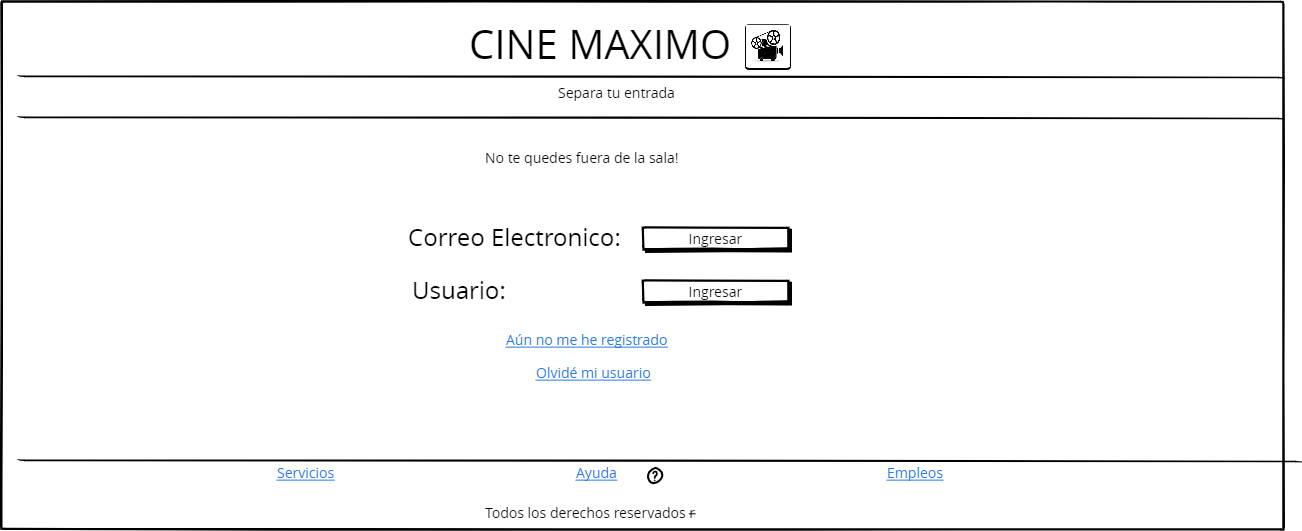 CINE MAXIMO
Separa tu entrada
No te quedes fuera de la sala!
Correo Electronico: Ingresar
Usuario: Ingresar
Aún no me he registrado
Olvidé mi usuario
Servicios Ayuda ? Empleos
Todos los derechos reservados r